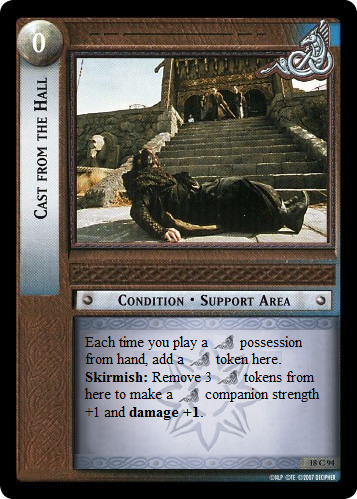 0
CAST FROM THE HALL
CONDITION • SUPPORT AREA
Each time you play a possession
from hand, add a token here.
Skirmish: Remove 3 tokens from
here to make a companion strength
+1 and damage +1.
18 C 94
©NLP ©TE ©2007 DECIPHER